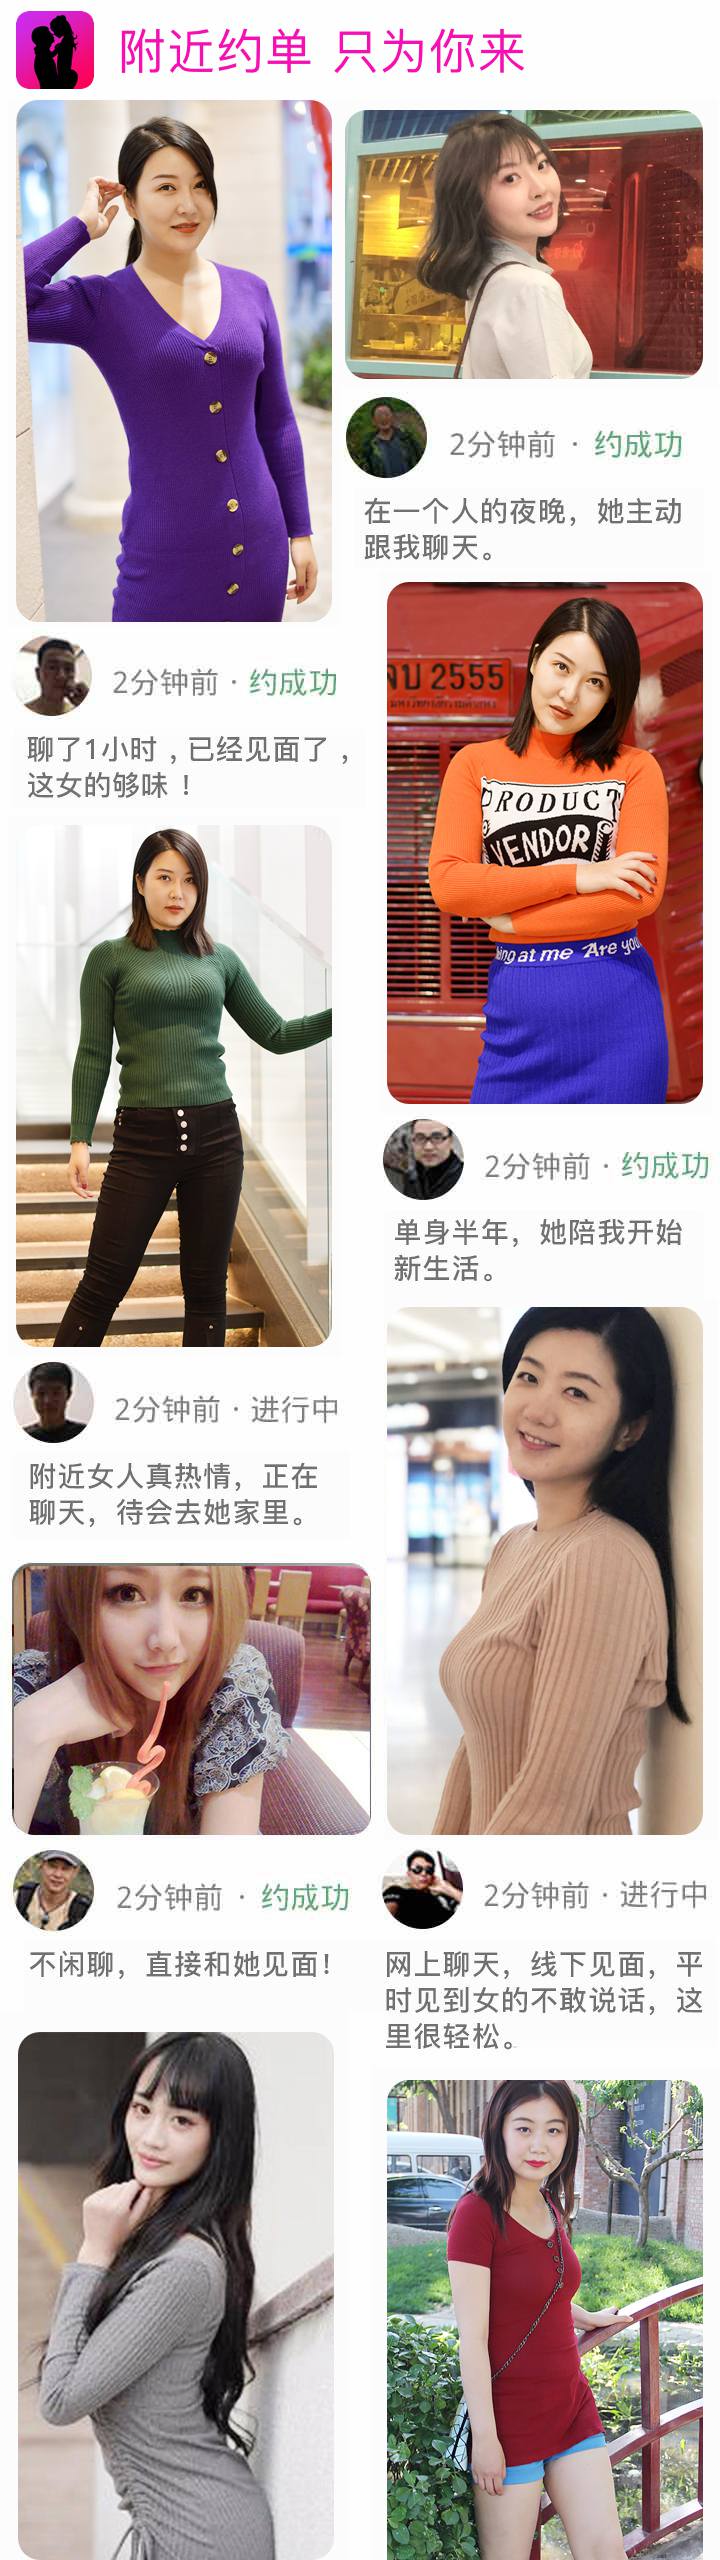 附近约单 只为你来
2分钟前 · 约成功
在一个人的夜晚，她主动
跟我聊天。
2分钟前 · 约成功
聊了1小时，已经见面了，
这女的够味！
บ 2555
PRODUCT
VENDOR
ing at me Are you
2分钟前 · 约成功
单身半年，她陪我开始
新生活。
2分钟前 · 进行中
附近女人真热情，正在
聊天，待会去她家里。
2分钟前 · 约成功
不闲聊，直接和她见面！
2分钟前 · 进行中
网上聊天，线下见面，平
时见到女的不敢说话，这
里很轻松。